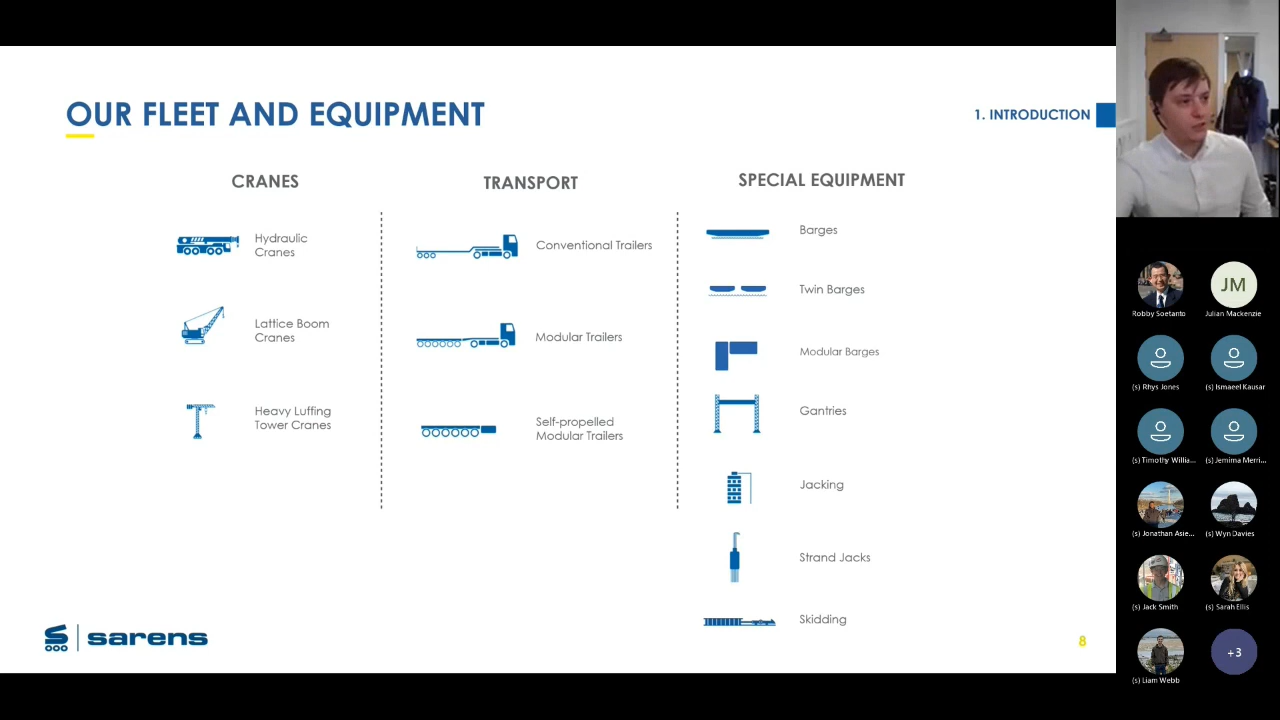 OUR FLEET AND EQUIPMENT
1. INTRODUCTION
CRANES
Hydraulic
Cranes
Lattice Boom
Cranes
Heavy Luffing
Tower Cranes
TRANSPORT
Conventional Trailers
Modular Trailers
Self-propelled
Modular Trailers
SPECIAL EQUIPMENT
Barges
Twin Barges
Modular Barges
Gantries
Jacking
Strand Jacks
Skidding
sarens
8
Robby Soetanto
JM
Julian Mackenzie
(s) Rhys Jones
(s) Ismaeel Kausar
(s) Timothy Willia...
(s) Jemima Merri...
(s) Jonathan Asie...
(s) Wyn Davies
(s) Jack Smith
(s) Sarah Ellis
(s) Liam Webb
+3